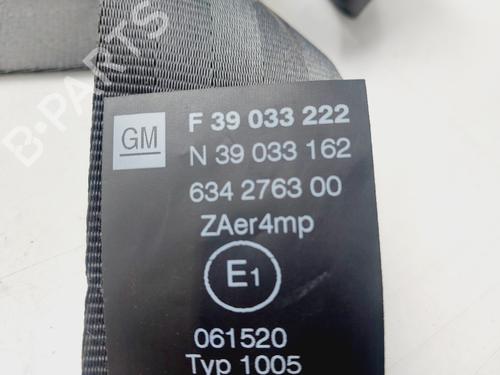 B-PARTS
GM
F 39 033 222
N 39 033 162
634 2763 00
ZAer4mp
E1
061520
Typ 1005